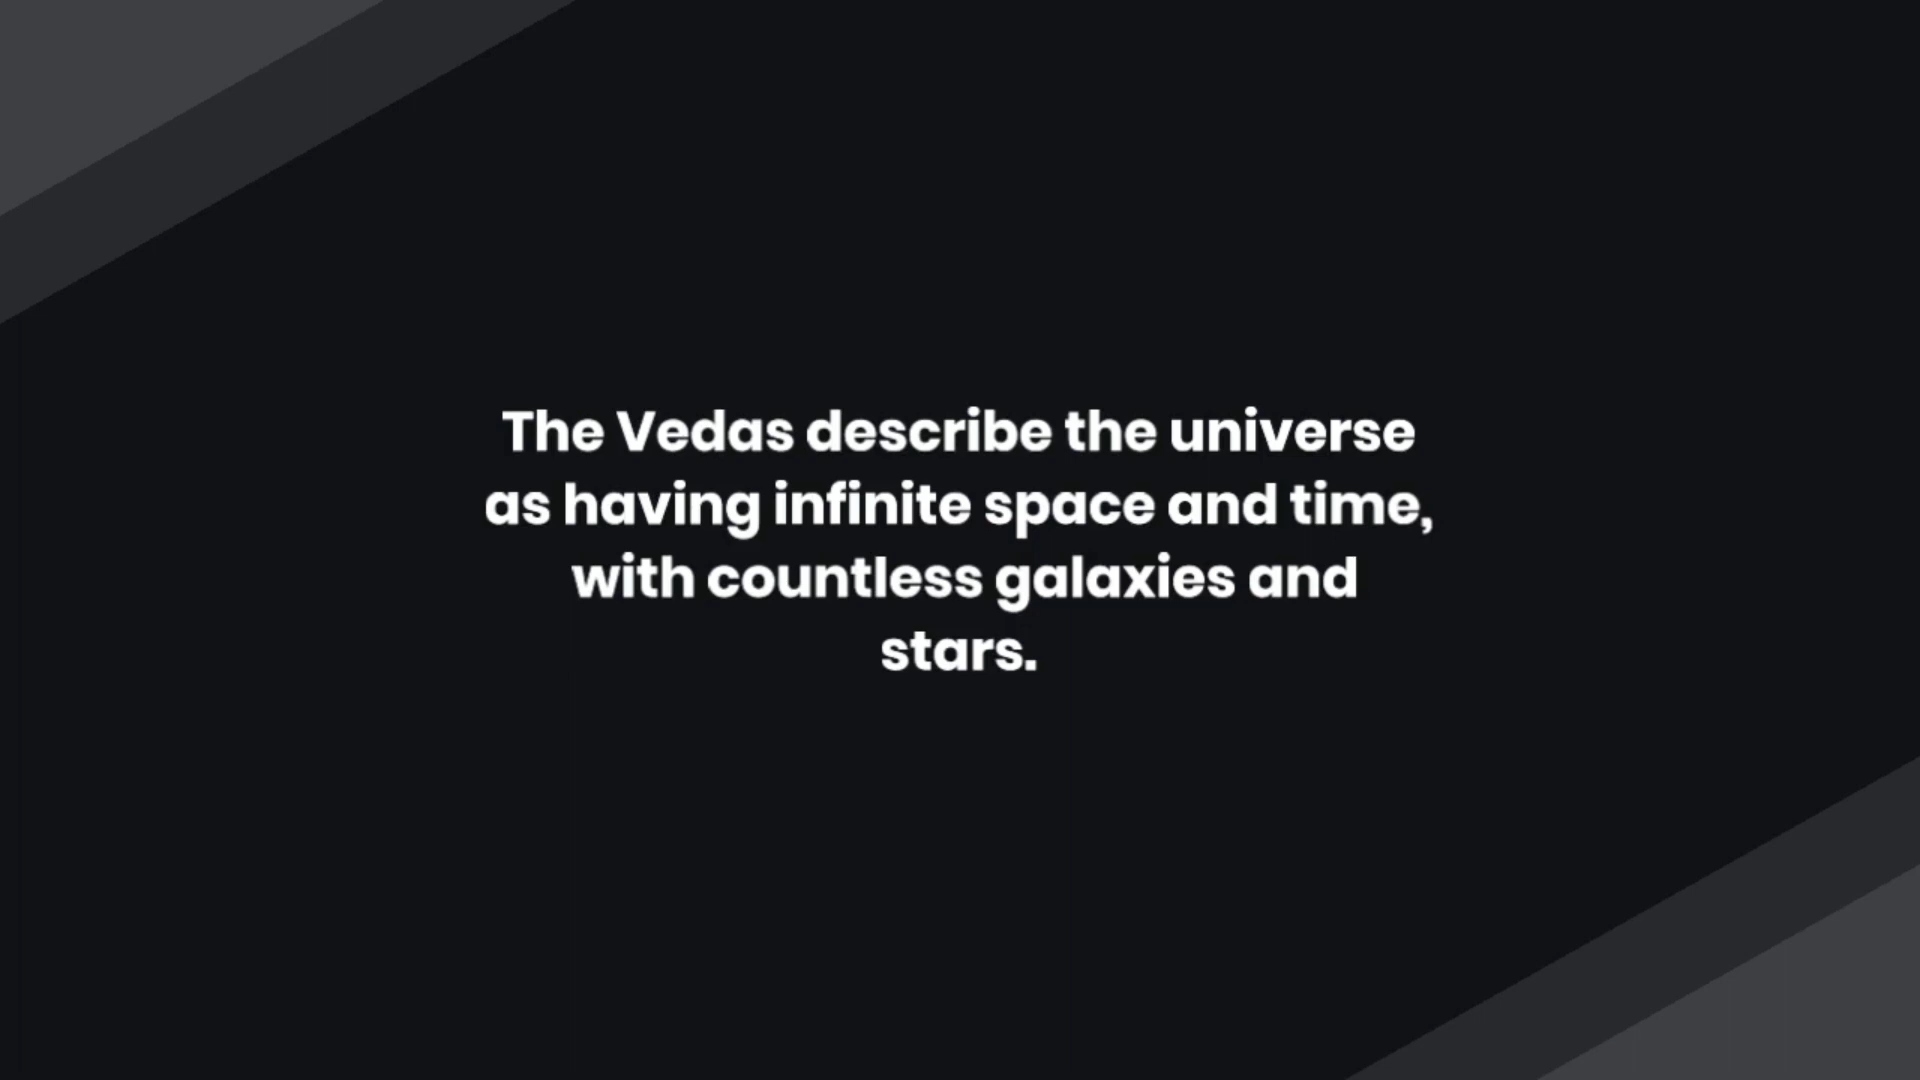 The Vedas describe the universe
as having infinite space and time,
with countless galaxies and
stars.